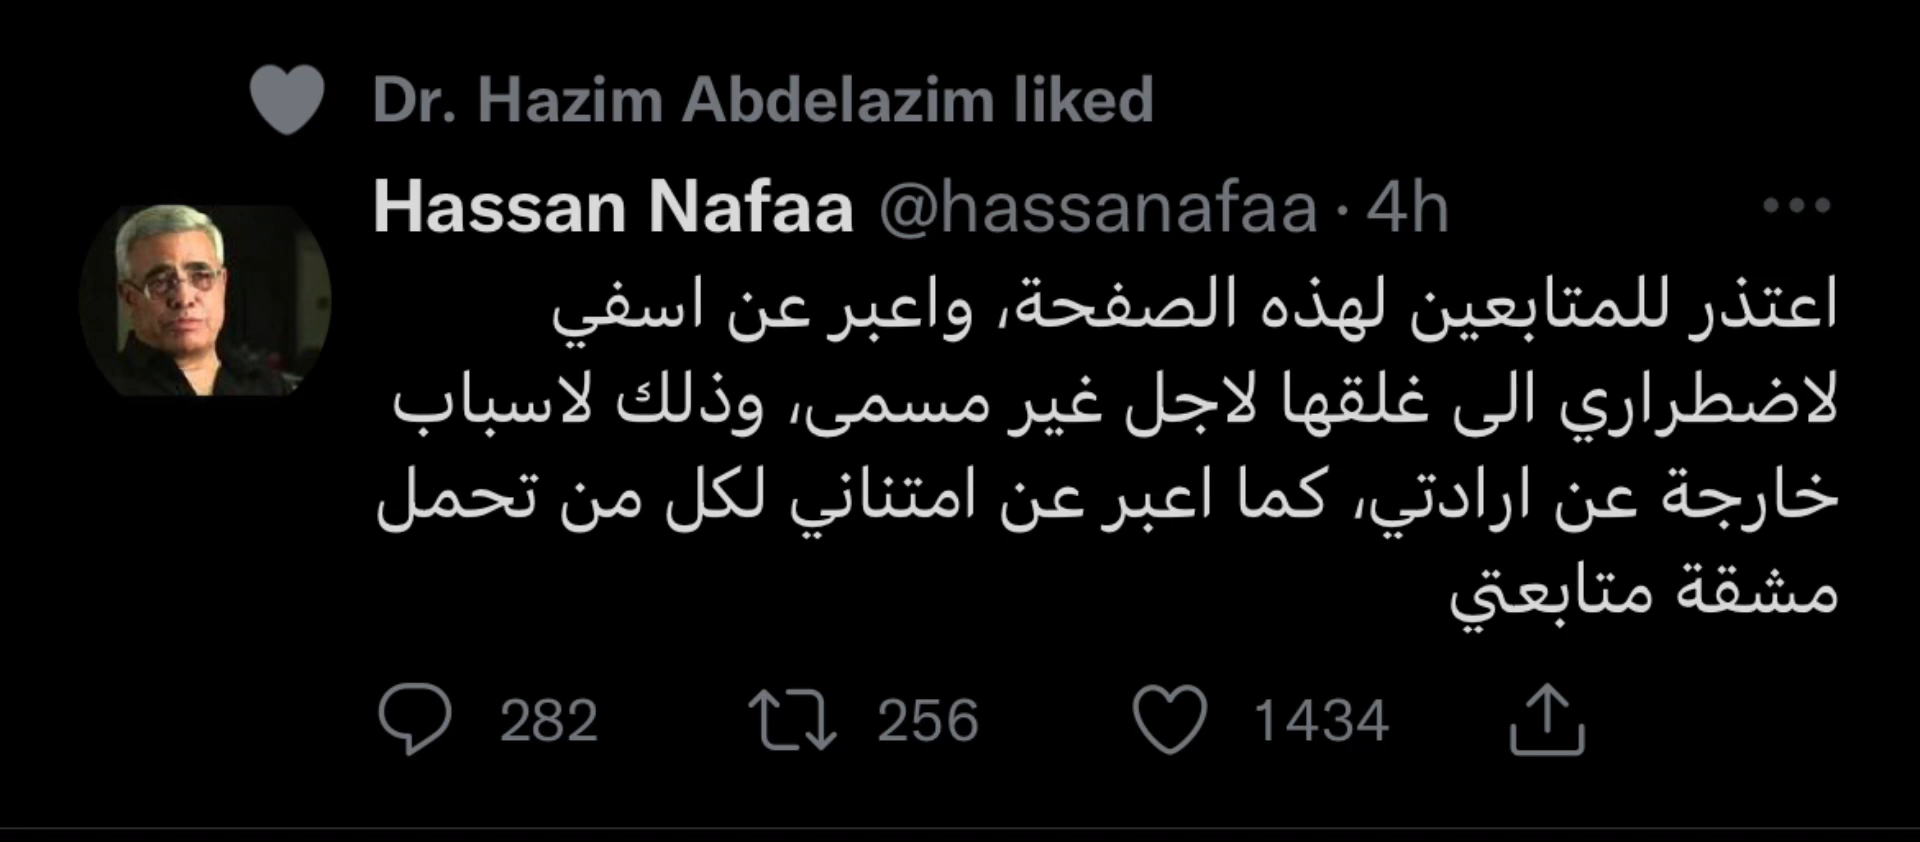 Dr. Hazim Abdelazim liked
Hassan Nafaa @hassanafaa · 4h
اعتذر للمتابعين لهذه الصفحة، واعبر عن اسفي
لاضطراري الى غلقها لاجل غير مسمى، وذلك لاسباب
خارجة عن ارادتي، كما اعبر عن امتناني لكل من تحمل
مشقة متابعتي
282 256 1434